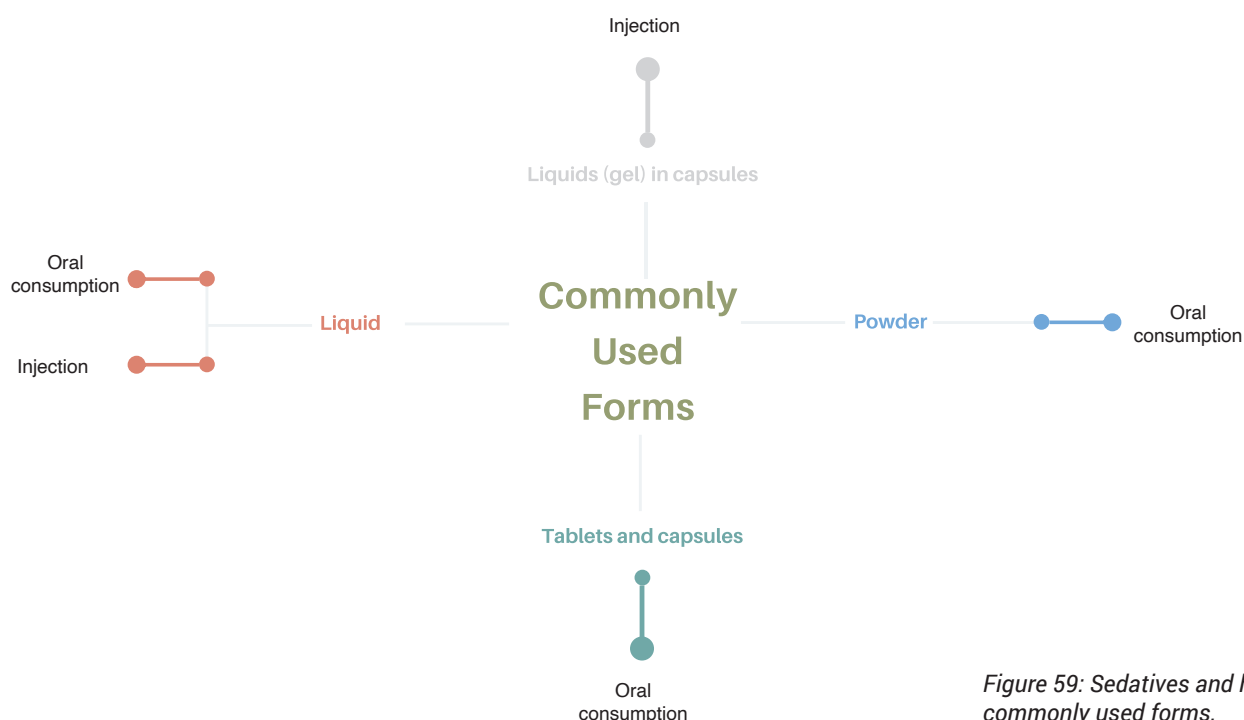 Injection
Liquids (gel) in capsules
Oral
consumption
Liquid
Injection
Commonly
Used
Forms
Powder
Oral
consumption
Tablets and capsules
Oral
consumption
Figure 59: Sedatives and
commonly used forms.